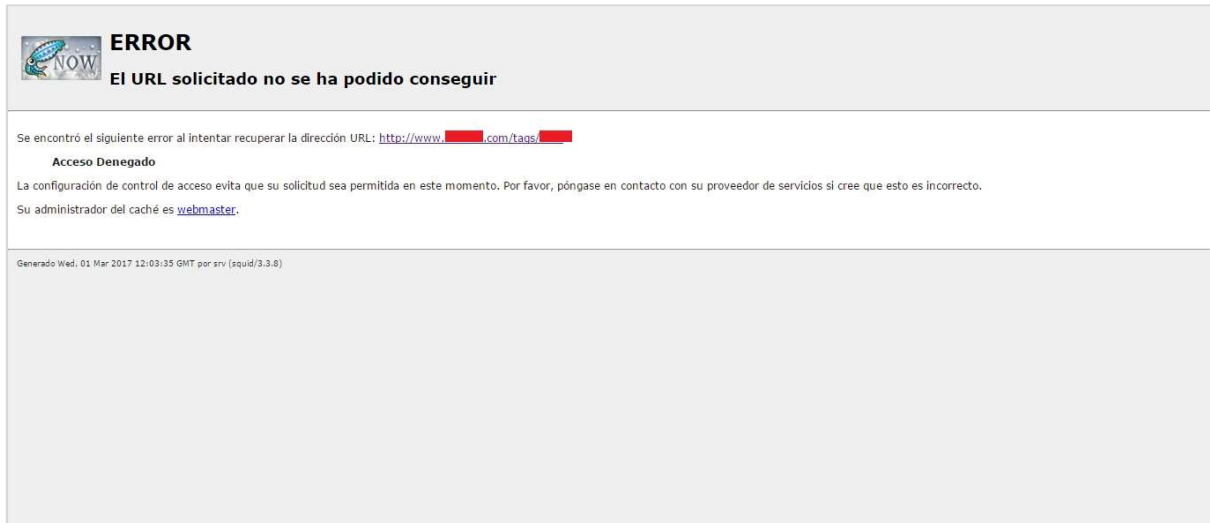 NOW
ERROR
El URL solicitado no se ha podido conseguir
Se encontró el siguiente error al intentar recuperar la dirección URL: http://www. .com/tags/
Acceso Denegado
La configuración de control de acceso evita que su solicitud sea permitida en este momento. Por favor, póngase en contacto con su proveedor de servicios si cree que esto es incorrecto.
Su administrador del caché es webmaster.
Generado Wed, 01 Mar 2017 12:03:35 GMT por srv (squid/3.3.8)